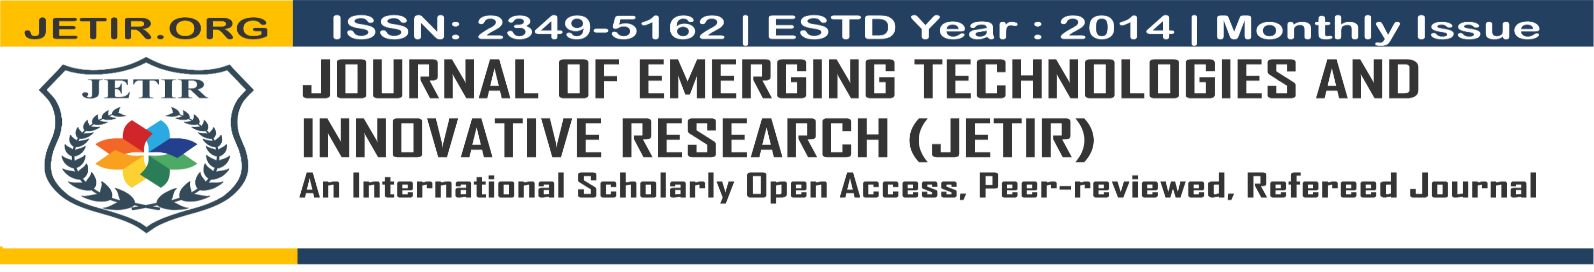 JETIR.ORG
ISSN: 2349-5162 | ESTD Year : 2014 | Monthly Issue
JETIR
JOURNAL OF EMERGING TECHNOLOGIES AND
INNOVATIVE RESEARCH (JETIR)
An International Scholarly Open Access, Peer-reviewed, Refereed Journal